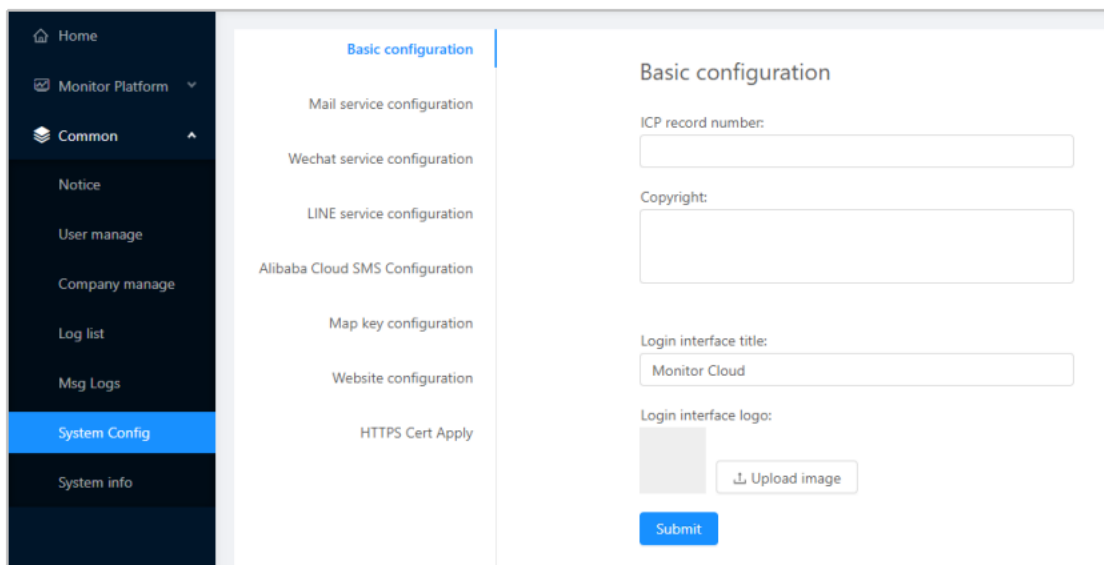 Home
Monitor Platform
Common
Notice
User manage
Company manage
Log list
Msg Logs
System Config
System info
Basic configuration
Mail service configuration
Wechat service configuration
LINE service configuration
Alibaba Cloud SMS Configuration
Map key configuration
Website configuration
HTTPS Cert Apply
Basic configuration
ICP record number:
Copyright:
Login interface title:
Monitor Cloud
Login interface logo:
Upload image
Submit